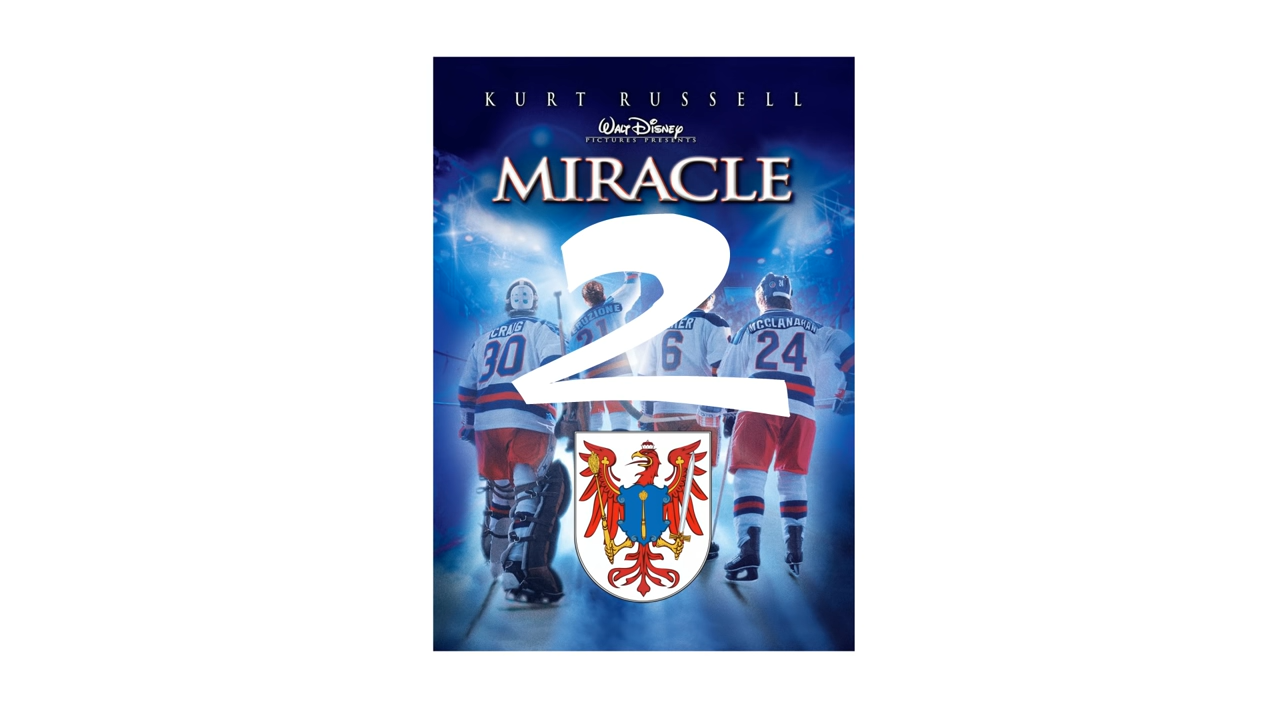 KURT RUSSELL
WALT DISNEY
PICTURES PRESENTS
MIRACLE
2
CRAIG
30
21
6
MCCLANAHAN
24